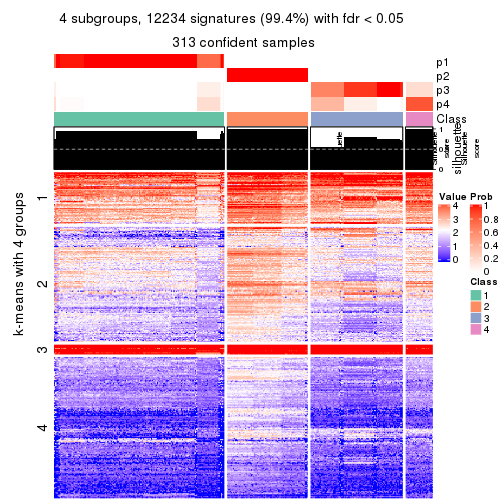 4 subgroups, 12234 signatures (99.4%) with fdr < 0.05
313 confident samples
p1
p2
p3
p4
Class
1
0
silhouette
Silhouette
score
k-means with 4 groups
1
2
3
4
Value
4
3
2
1
0
Prob
1
0.8
0.6
0.4
0.2
0
Class
1
2
3
4